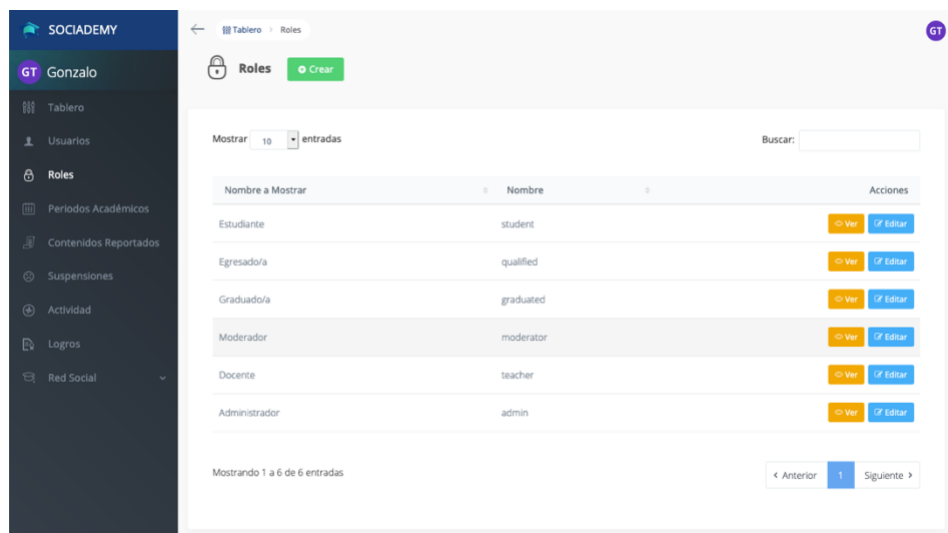 SOCIADEMY
Tablero > Roles
GT
GT Gonzalo
Roles
Crear
Tablero
Usuarios
Roles
Periodos Académicos
Contenidos Reportados
Suspensiones
Actividad
Logros
Red Social
Mostrar 10 entradas
Buscar:
Nombre a Mostrar Nombre Acciones
Estudiante student Ver Editar
Egresado/a qualified Ver Editar
Graduado/a graduated Ver Editar
Moderador moderator Ver Editar
Docente teacher Ver Editar
Administrador admin Ver Editar
Mostrando 1 a 6 de 6 entradas
‹ Anterior 1 Siguiente ›